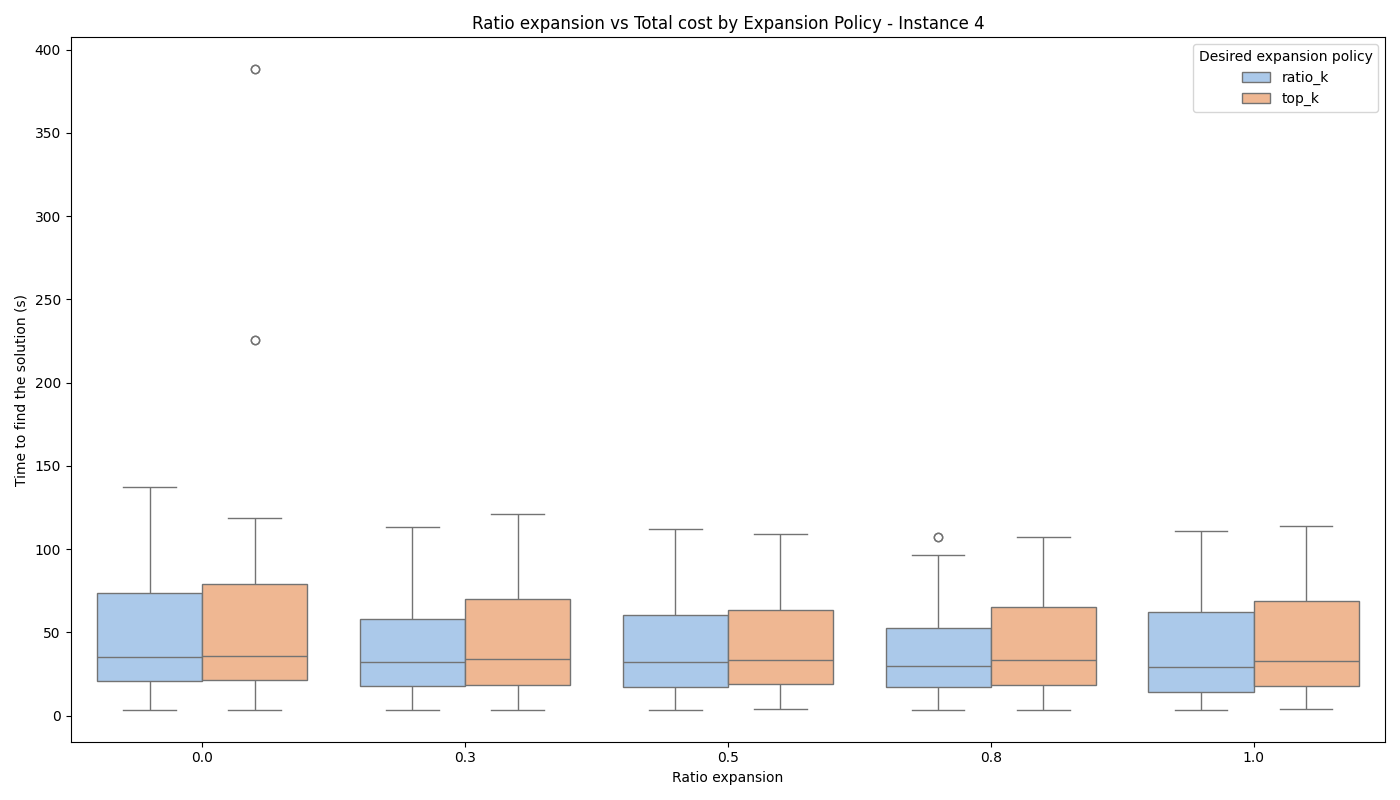 Ratio expansion vs Total cost by Expansion Policy - Instance 4
Desired expansion policy
ratio_k
top_k
Time to find the solution (s)
400
350
300
250
200
150
100
50
0
0.0
0.3
0.5
0.8
1.0
Ratio expansion